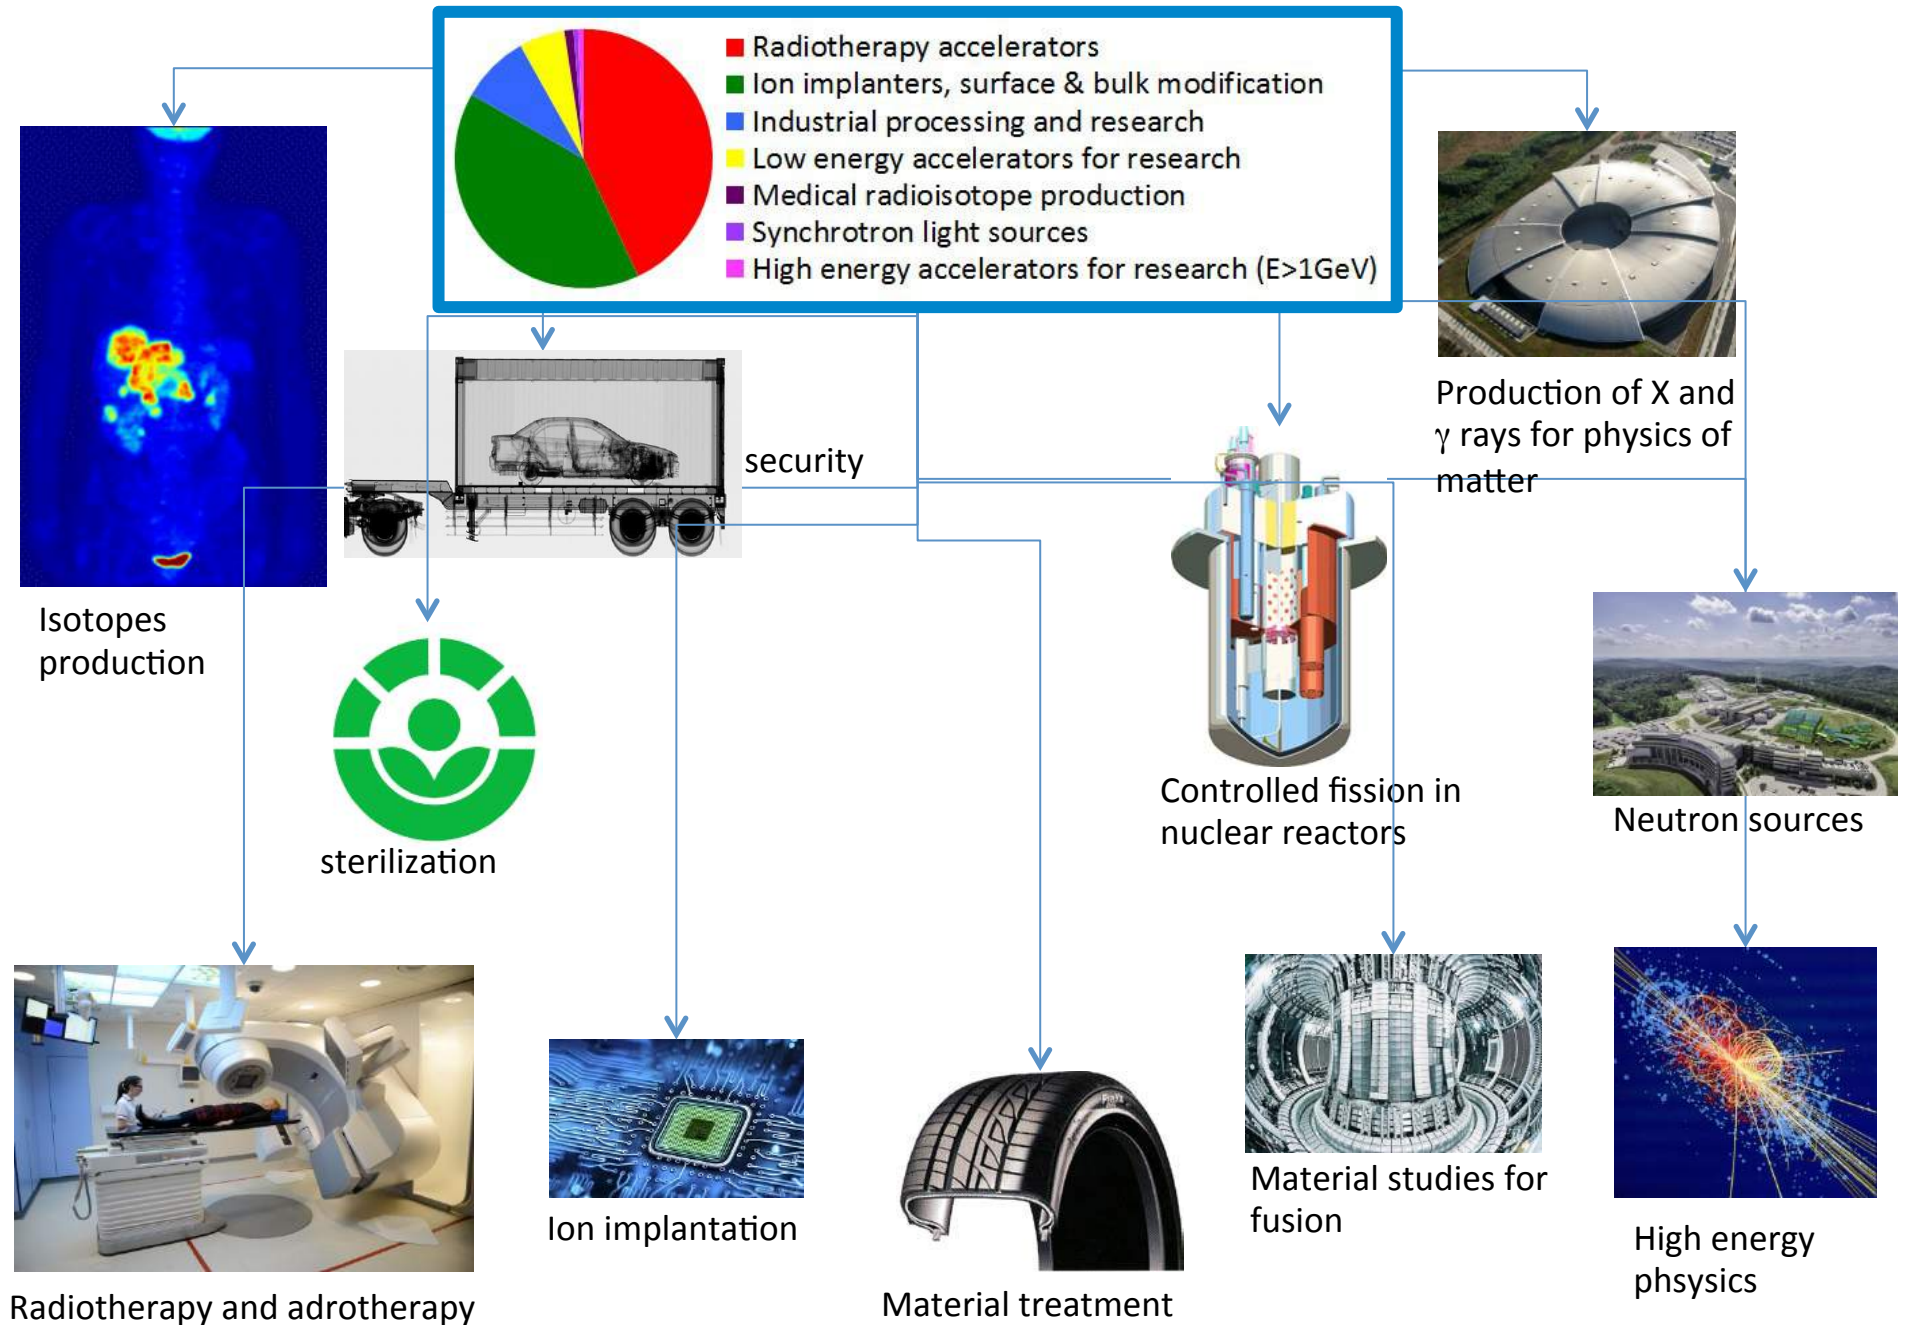 Radiotherapy accelerators
Ion implanters, surface & bulk modification
Industrial processing and research
Low energy accelerators for research
Medical radioisotope production
Synchrotron light sources
High energy accelerators for research (E>1GeV)
Production of X and
γ rays for physics of
matter
security
Isotopes
production
sterilization
Controlled fission in
nuclear reactors
Neutron sources
Radiotherapy and adrotherapy
Ion implantation
Material treatment
Material studies for
fusion
High energy
phsysics